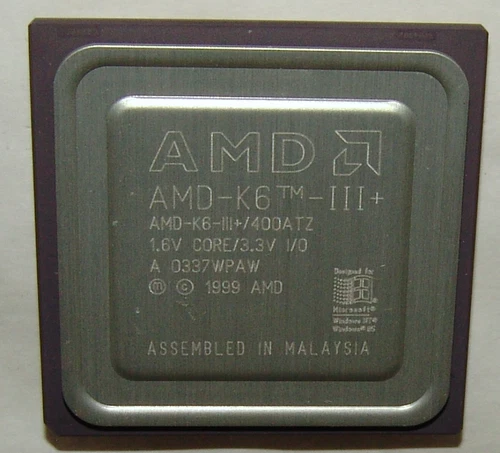 AMD
AMD-K6™-III+
AMD-K6-III+/400ATZ
1.6V CORE/3.3V I/O
A 0337WPAW
ⓜ © 1999 AMD
Designed for
Microsoft®
Windows NT®
Windows® 95
ASSEMBLED IN MALAYSIA